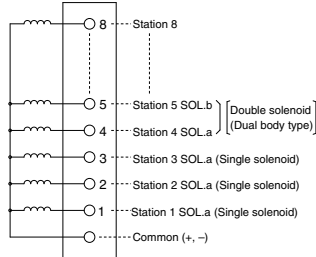 8 Station 8
5 Station 5 SOL.b
4 Station 4 SOL.a
Double solenoid
(Dual body type)
3 Station 3 SOL.a (Single solenoid)
2 Station 2 SOL.a (Single solenoid)
1 Station 1 SOL.a (Single solenoid)
Common (+, –)